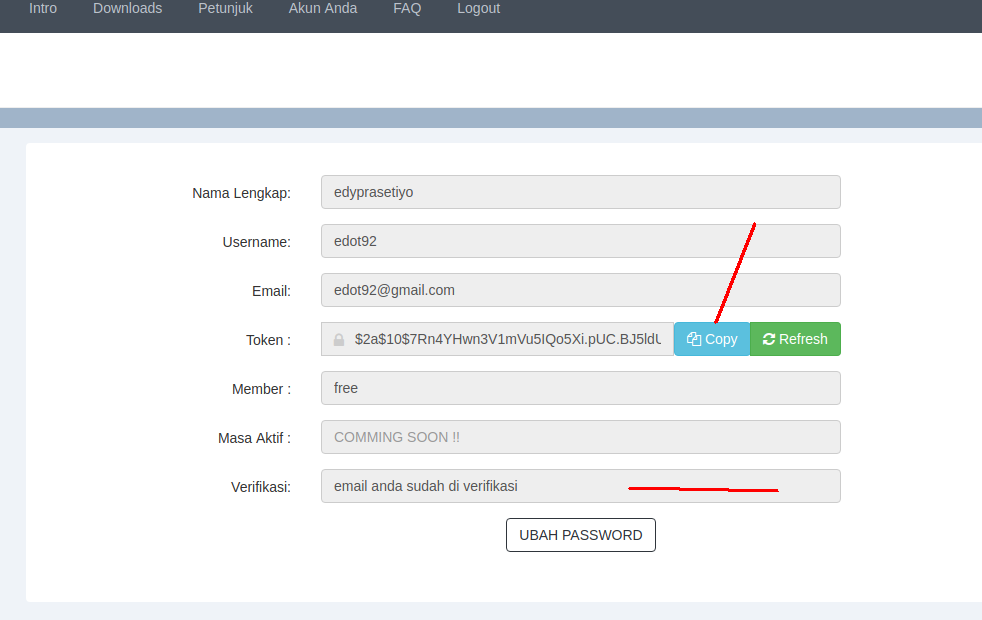 Intro Downloads Petunjuk Akun Anda FAQ Logout
Nama Lengkap: edyprasetiyo
Username: edot92
Email: edot92@gmail.com
Token : $2a$10$7Rn4YHwn3V1mVu5IQo5Xi.pUC.BJ5ldU Copy Refresh
Member : free
Masa Aktif : COMMING SOON !!
Verifikasi: email anda sudah di verifikasi
UBAH PASSWORD